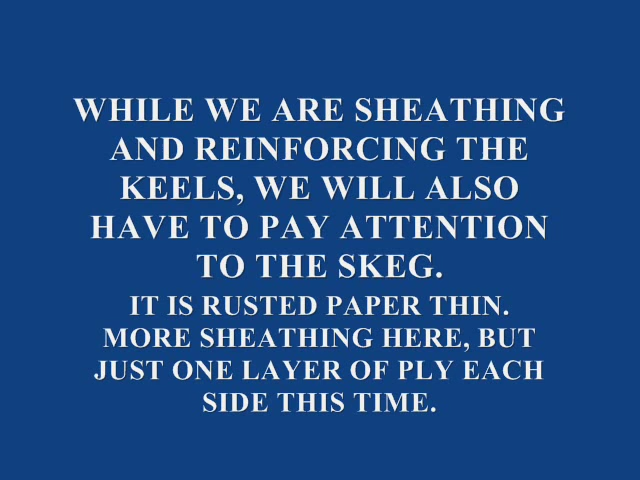 WHILE WE ARE SHEATHING
AND REINFORCING THE
KEELS, WE WILL ALSO
HAVE TO PAY ATTENTION
TO THE SKEG.
IT IS RUSTED PAPER THIN.
MORE SHEATHING HERE, BUT
JUST ONE LAYER OF PLY EACH
SIDE THIS TIME.